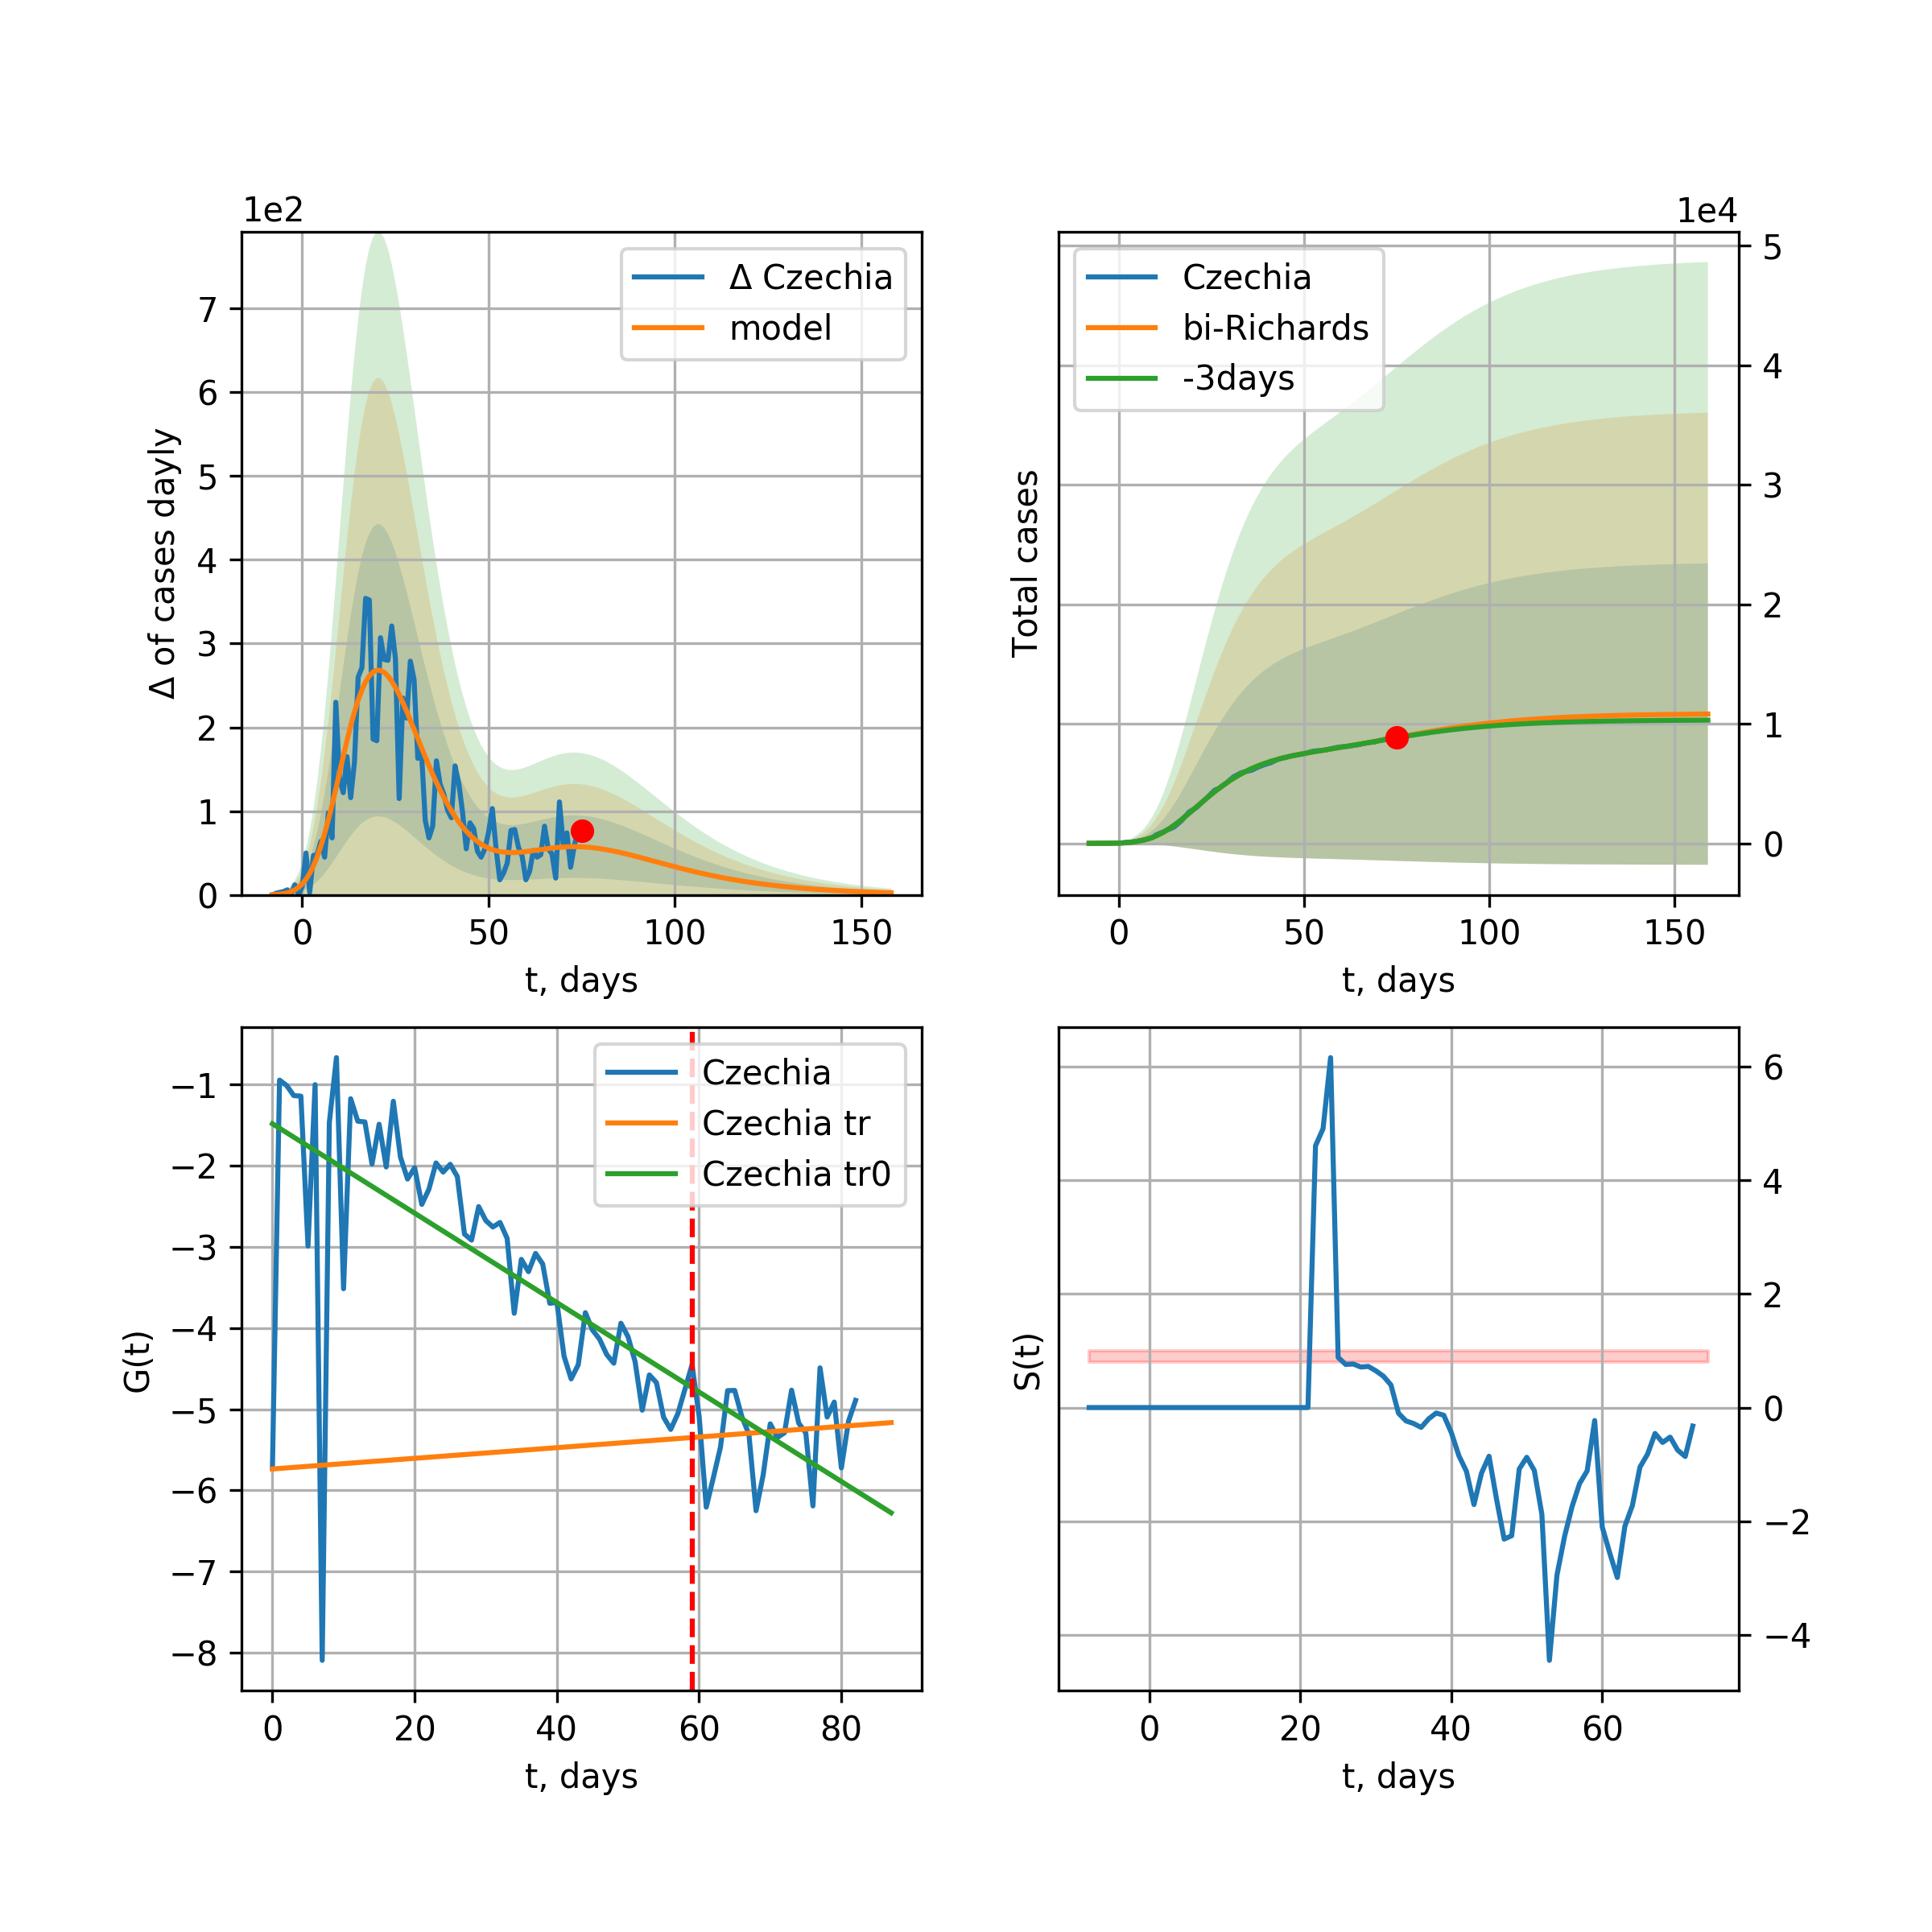 1e2
Δ Czechia
model
7
6
5
4
3
2
1
0
Δ of cases dayly
0 50 100 150
t, days
1e4
Czechia
bi-Richards
-3days
Total cases
5
4
3
2
1
0
0 50 100 150
t, days
Czechia
Czechia tr
Czechia tr0
−1
−2
−3
−4
−5
−6
−7
−8
G(t)
0 20 40 60 80
t, days
S(t)
6
4
2
0
−2
−4
0 20 40 60
t, days